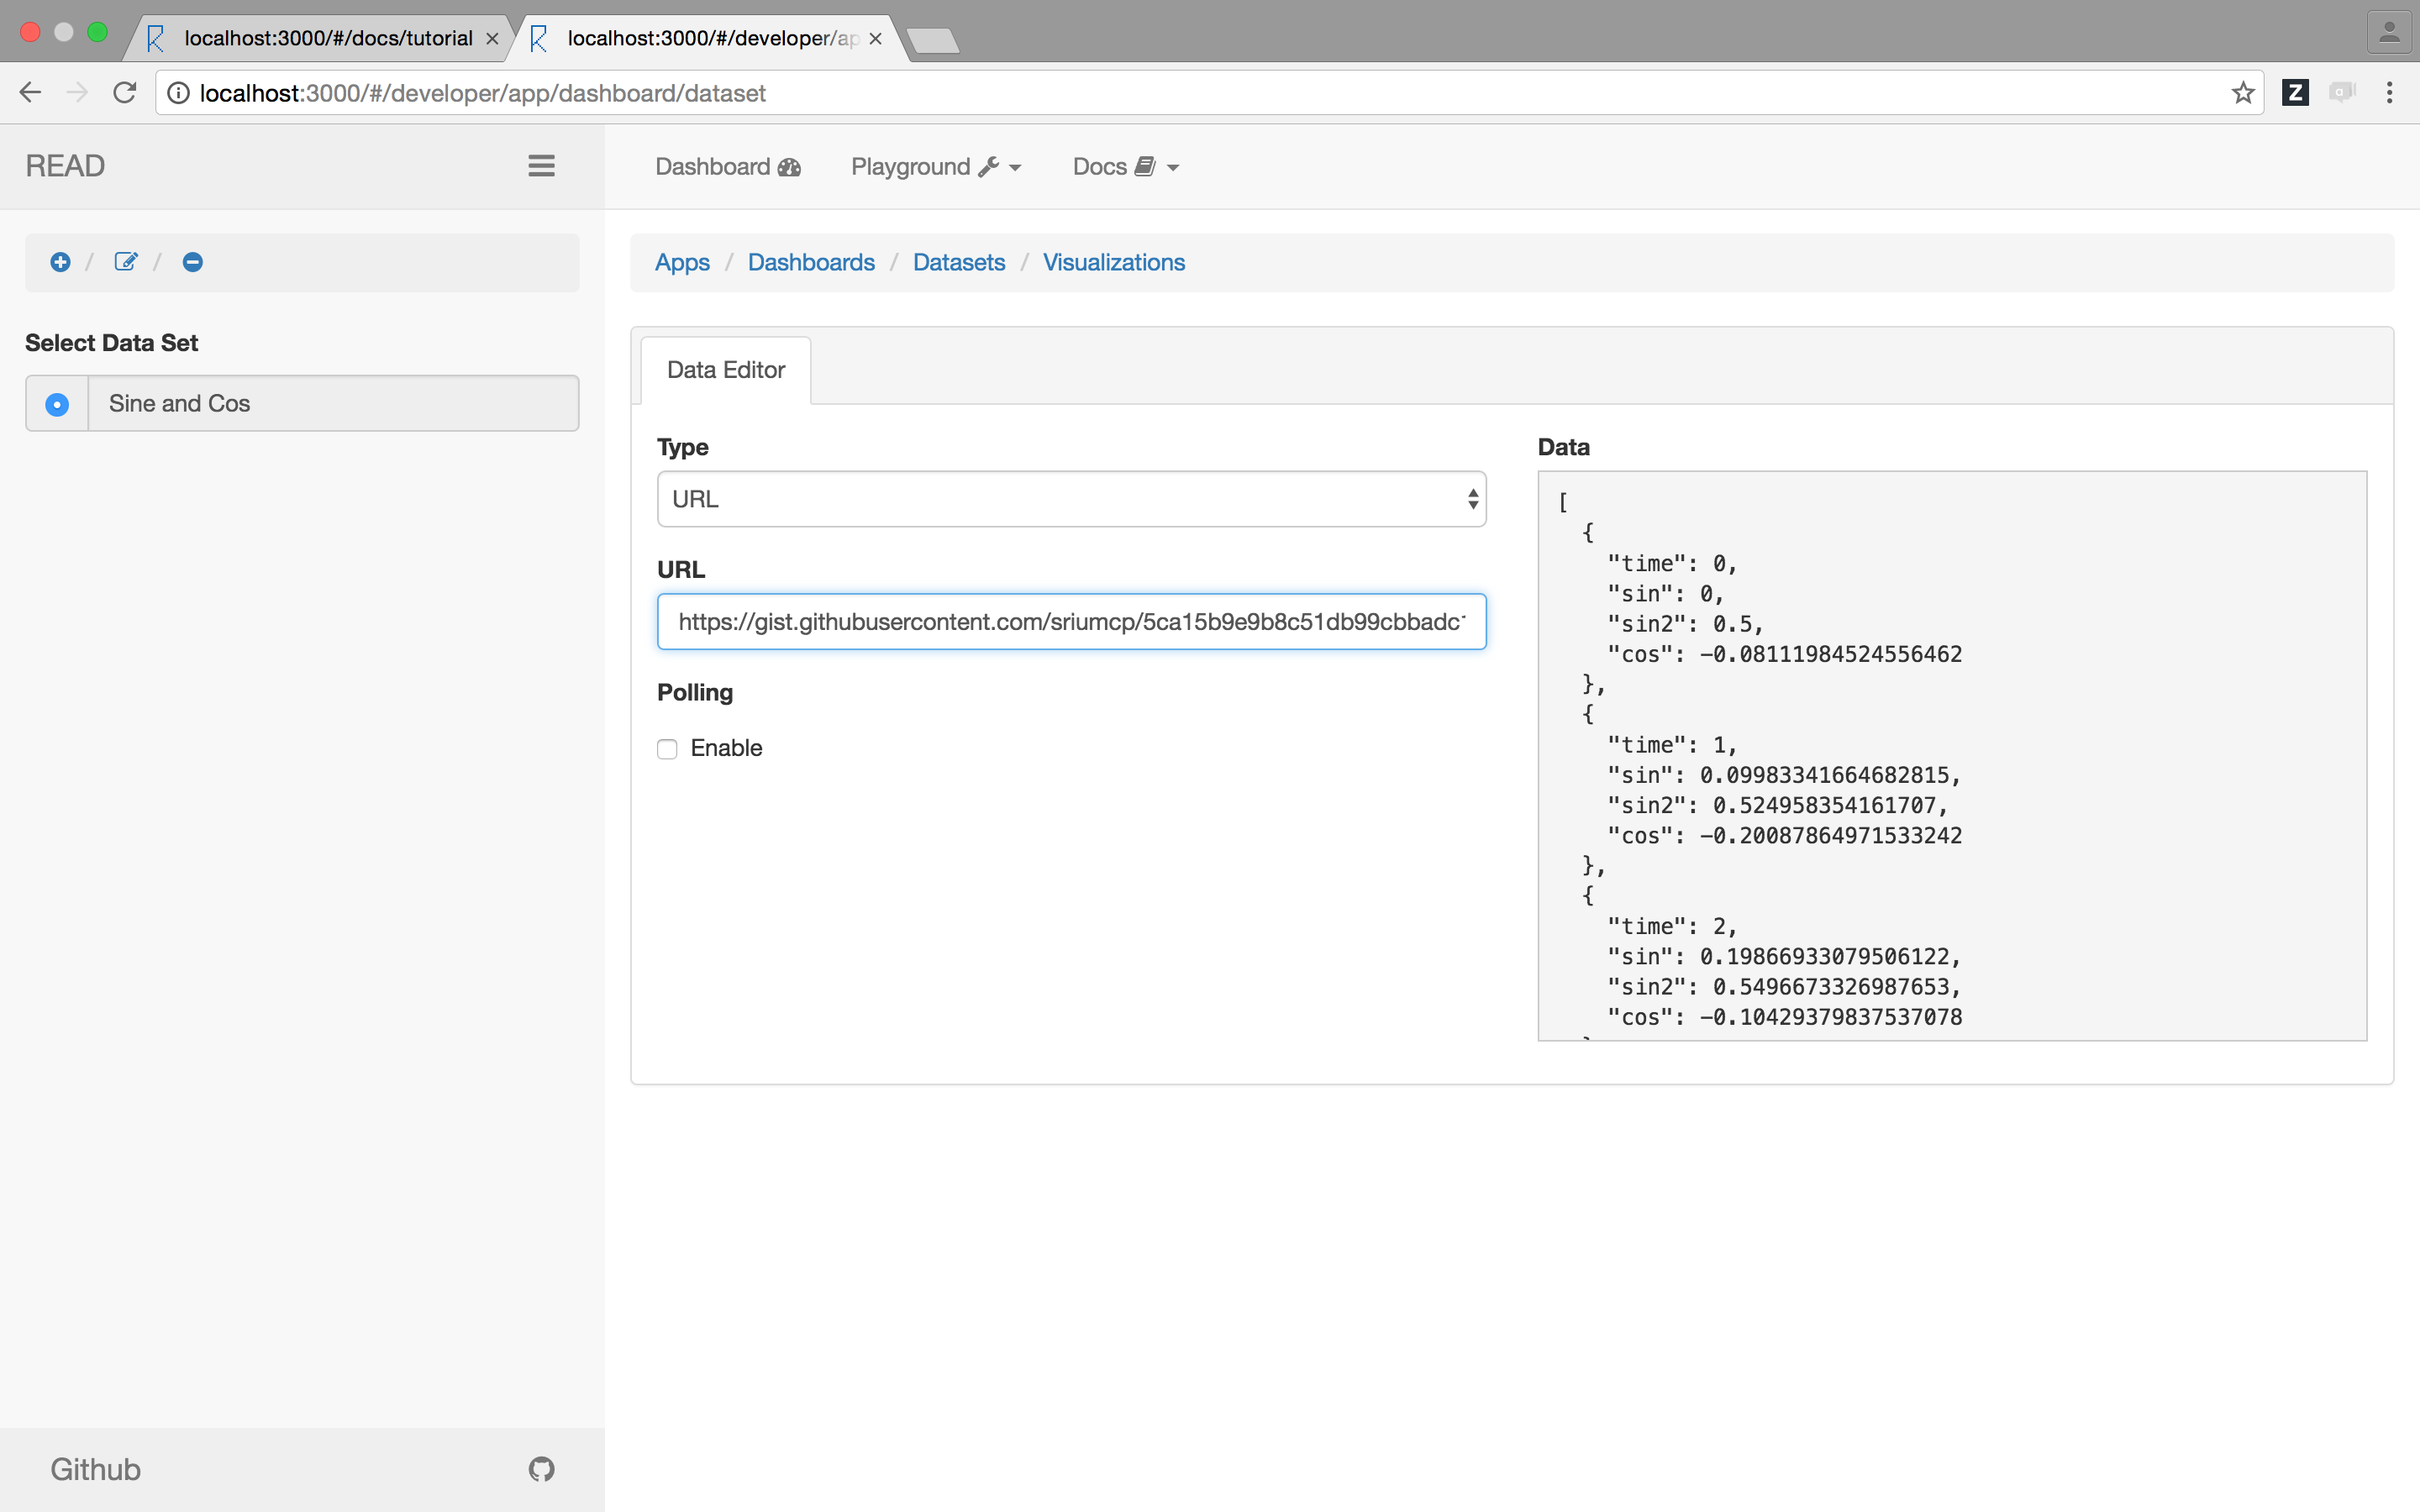 localhost:3000/#/docs/tutorial
localhost:3000/#/developer/ap
localhost:3000/#/developer/app/dashboard/dataset
Z
a
READ
Dashboard
Playground
Docs
Apps / Dashboards / Datasets / Visualizations
Select Data Set
Sine and Cos
Data Editor
Type
URL
URL
https://gist.githubusercontent.com/sriumcp/5ca15b9e9b8c51db99cbbadc1
Polling
Enable
Data
[
{
"time": 0,
"sin": 0,
"sin2": 0.5,
"cos": -0.08111984524556462
},
{
"time": 1,
"sin": 0.09983341664682815,
"sin2": 0.524958354161707,
"cos": -0.20087864971533242
},
{
"time": 2,
"sin": 0.19866933079506122,
"sin2": 0.5496673326987653,
"cos": -0.10429379837537078
Github